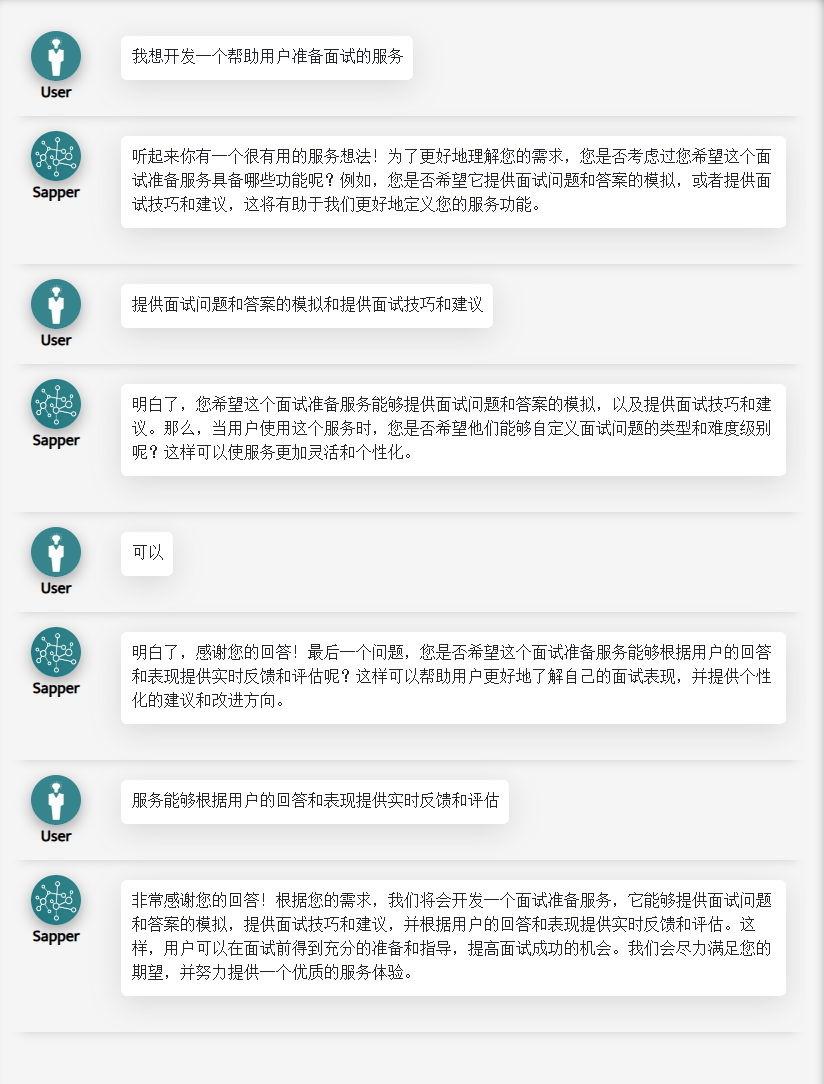 我想开发一个帮助用户准备面试的服务
User
听起来你有一个很有用的服务想法！为了更好地理解您的需求，您是否考虑过您希望这个面
试准备服务具备哪些功能呢？例如，您是否希望它提供面试问题和答案的模拟，或者提供面
试技巧和建议，这将有助于我们更好地定义您的服务功能。
Sapper
提供面试问题和答案的模拟和提供面试技巧和建议
User
明白了，您希望这个面试准备服务能够提供面试问题和答案的模拟，以及提供面试技巧和建
议。那么，当用户使用这个服务时，您是否希望他们能够自定义面试问题的类型和难度级别
呢？这样可以使服务更加灵活和个性化。
Sapper
可以
User
明白了，感谢您的回答！最后一个问题，您是否希望这个面试准备服务能够根据用户的回答
和表现提供实时反馈和评估呢？这样可以帮助用户更好地了解自己的面试表现，并提供个性
化的建议和改进方向。
Sapper
服务能够根据用户的回答和表现提供实时反馈和评估
User
非常感谢您的回答！根据您的需求，我们将会开发一个面试准备服务，它能够提供面试问题
和答案的模拟，提供面试技巧和建议，并根据用户的回答和表现提供实时反馈和评估。这
样，用户可以在面试前得到充分的准备和指导，提高面试成功的机会。我们会尽力满足您的
期望，并努力提供一个优质的服务体验。
Sapper